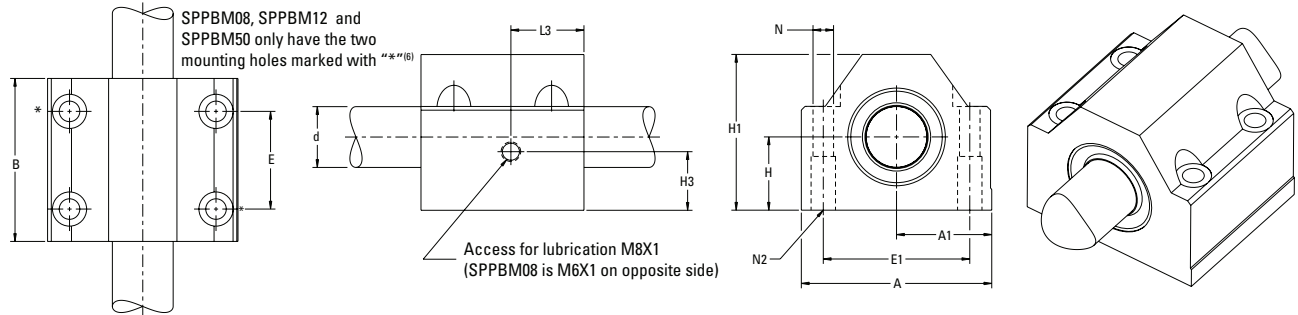 SPPBM08, SPPBM12 and
SPPBM50 only have the two
mounting holes marked with “*”(6)
*
B
E
*
L3
d
H3
Access for lubrication M8X1
(SPPBM08 is M6X1 on opposite side)
N
H1
H
A1
N2
E1
A